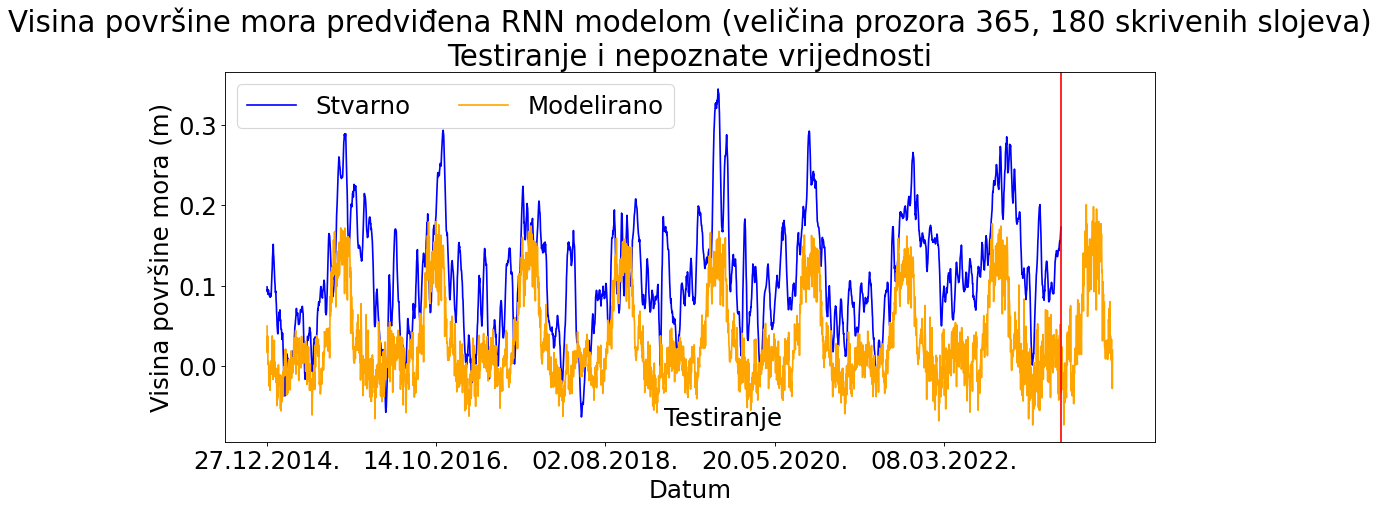 Visina površine mora predviđena RNN modelom (veličina prozora 365, 180 skrivenih slojeva)
Testiranje i nepoznate vrijednosti
Stvarno Modelirano
Visina površine mora (m)
0.3
0.2
0.1
0.0
Testiranje
27.12.2014. 14.10.2016. 02.08.2018. 20.05.2020. 08.03.2022.
Datum